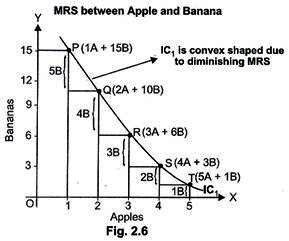 MRS between Apple and Banana
Y
15
P(1A + 15B)
IC₁ is convex shaped due
to diminishing MRS
5B
Q(2A + 10B)
11
4B
Bananas
R(3A + 6B)
6
3B
S(4A + 3B)
3
2B
T(5A + 1B)
1B
IC₁
O
1 2 3 4 5
X
Apples
Fig. 2.6